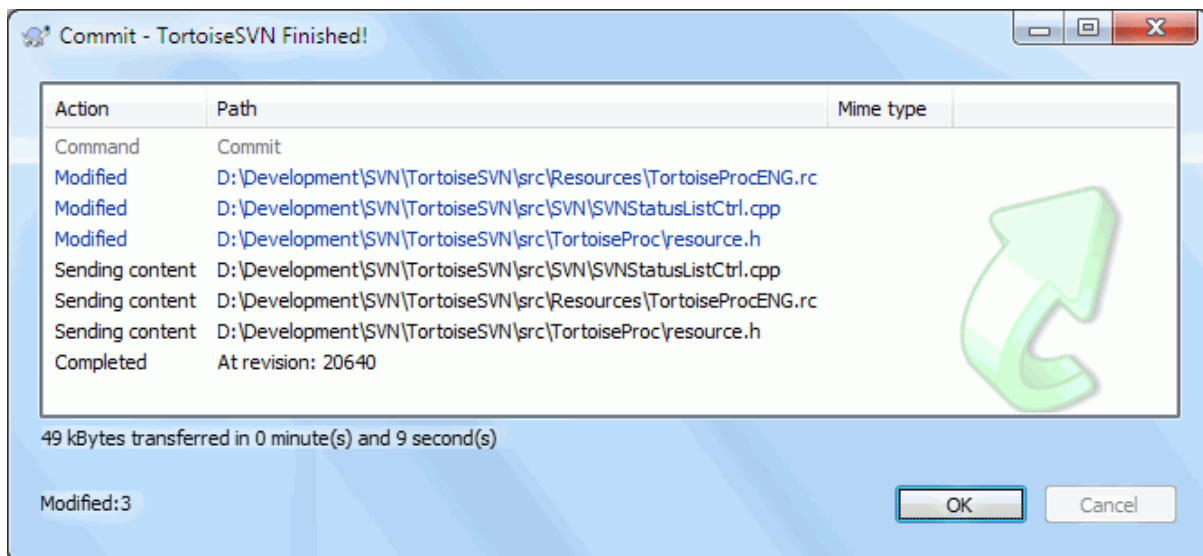 Commit - TortoiseSVN Finished!
Action Path Mime type
Command Commit
Modified D:\Development\SVN\TortoiseSVN\src\Resources\TortoiseProcENG.rc
Modified D:\Development\SVN\TortoiseSVN\src\SVN\SVNStatusListCtrl.cpp
Modified D:\Development\SVN\TortoiseSVN\src\TortoiseProc\resource.h
Sending content D:\Development\SVN\TortoiseSVN\src\SVN\SVNStatusListCtrl.cpp
Sending content D:\Development\SVN\TortoiseSVN\src\Resources\TortoiseProcENG.rc
Sending content D:\Development\SVN\TortoiseSVN\src\TortoiseProc\resource.h
Completed At revision: 20640
49 kBytes transferred in 0 minute(s) and 9 second(s)
Modified:3 OK Cancel